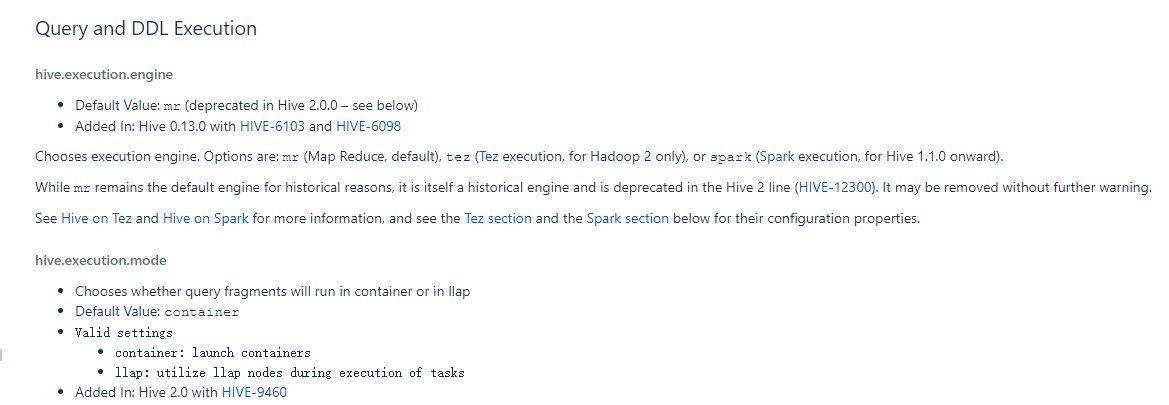 Query and DDL Execution
hive.execution.engine
• Default Value: mr (deprecated in Hive 2.0.0 – see below)
• Added In: Hive 0.13.0 with HIVE-6103 and HIVE-6098
Chooses execution engine. Options are: mr (Map Reduce, default), tez (Tez execution, for Hadoop 2 only), or spark (Spark execution, for Hive 1.1.0 onward).
While mr remains the default engine for historical reasons, it is itself a historical engine and is deprecated in the Hive 2 line (HIVE-12300). It may be removed without further warning.
See Hive on Tez and Hive on Spark for more information, and see the Tez section and the Spark section below for their configuration properties.
hive.execution.mode
• Chooses whether query fragments will run in container or in llap
• Default Value: container
• Valid settings
• container: launch containers
• llap: utilize llap nodes during execution of tasks
• Added In: Hive 2.0 with HIVE-9460